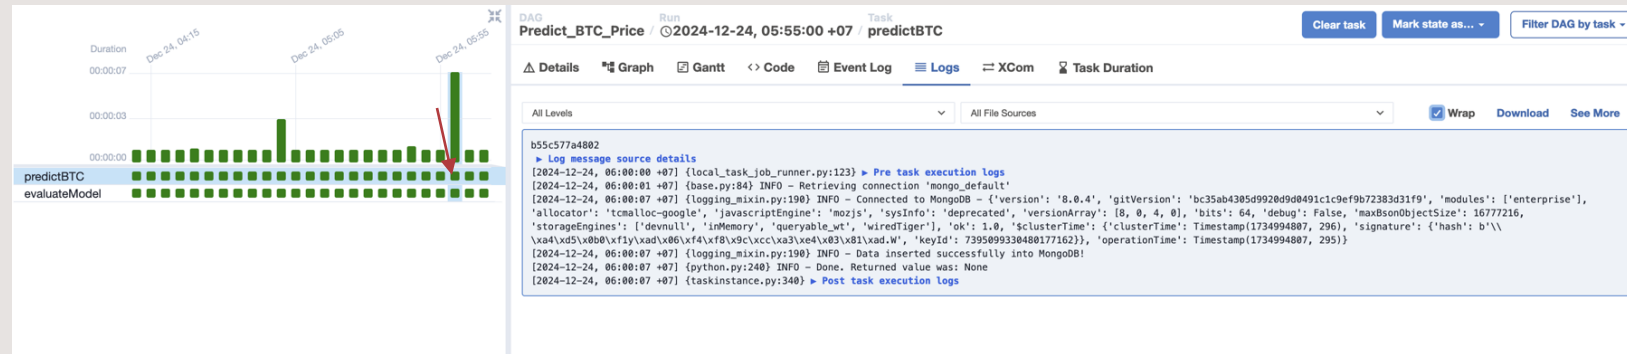 Duration
Dec 24, 04:15
Dec 24, 05:05
Dec 24, 05:55
00:00:07
00:00:03
00:00:00
predictBTC
evaluateModel
DAG
Predict_BTC_Price /
Run
2024-12-24, 05:55:00 +07 /
Task
predictBTC
Clear task
Mark state as...
Filter DAG by task
Details
Graph
Gantt
Code
Event Log
Logs
XCom
Task Duration
All Levels
All File Sources
Wrap
Download
See More
b55c577a4802
▶ Log message source details
[2024-12-24, 06:00:00 +07] {local_task_job_runner.py:123} ▶ Pre task execution logs
[2024-12-24, 06:00:01 +07] {base.py:84} INFO - Retrieving connection 'mongo_default'
[2024-12-24, 06:00:07 +07] {logging_mixin.py:190} INFO - Connected to MongoDB - {'version': '8.0.4', 'gitVersion': 'bc35ab4305d9920d9d0491c1c9ef9b72383d31f9', 'modules': ['enterprise'],
'allocator': 'tcmalloc-google', 'javascriptEngine': 'mozjs', 'sysInfo': 'deprecated', 'versionArray': [8, 0, 4, 0], 'bits': 64, 'debug': False, 'maxBsonObjectSize': 16777216,
'storageEngines': ['devnull', 'inMemory', 'queryable_wt', 'wiredTiger'], 'ok': 1.0, '$clusterTime': {'clusterTime': Timestamp(1734994807, 296), 'signature': {'hash': b'\\
\xa4\xd5\x0b0\xf1y\xad\x06\xf4\xf8\x9c\xcc\xa3\xe4\x03\x81\xad.W', 'keyId': 7395099330480177162}}, 'operationTime': Timestamp(1734994807, 295)}
[2024-12-24, 06:00:07 +07] {logging_mixin.py:190} INFO - Data inserted successfully into MongoDB!
[2024-12-24, 06:00:07 +07] {python.py:240} INFO - Done. Returned value was: None
[2024-12-24, 06:00:07 +07] {taskinstance.py:340} ▶ Post task execution logs